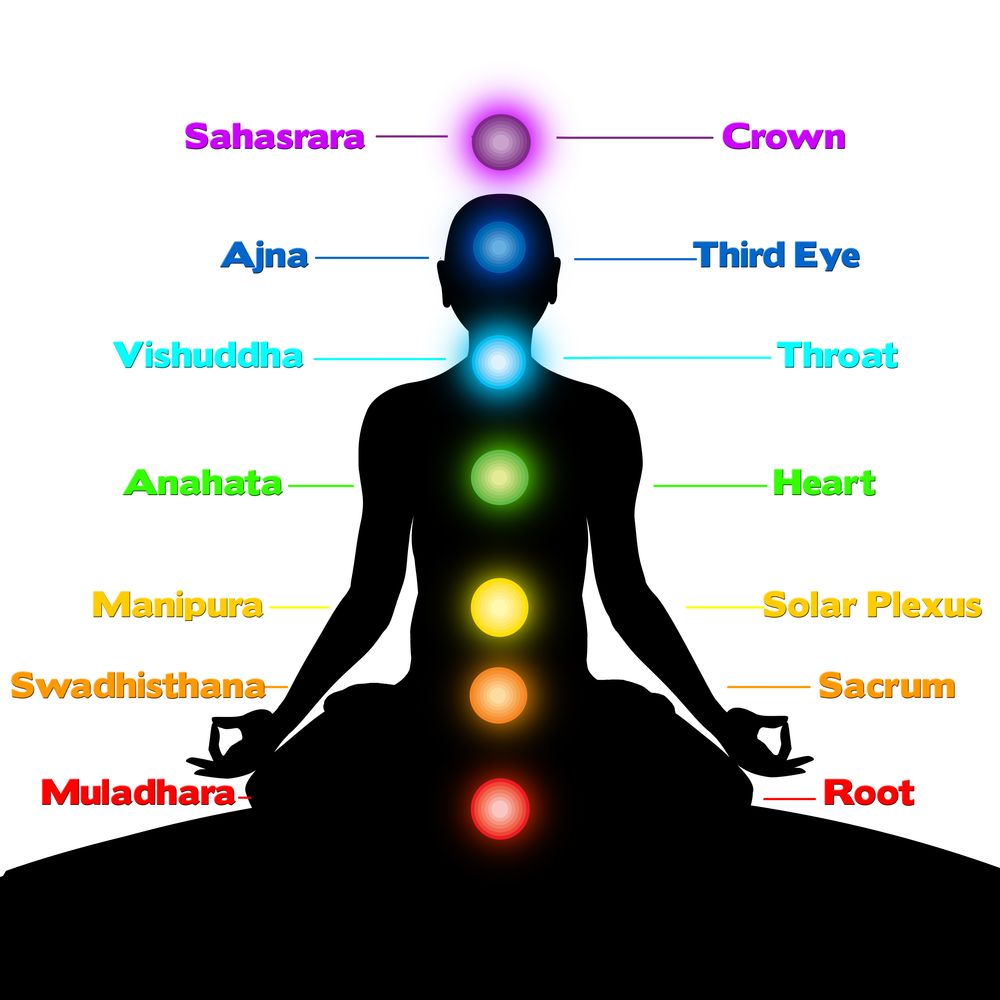 Sahasrara Crown
Ajna Third Eye
Vishuddha Throat
Anahata Heart
Manipura Solar Plexus
Swadhisthana Sacrum
Muladhara Root